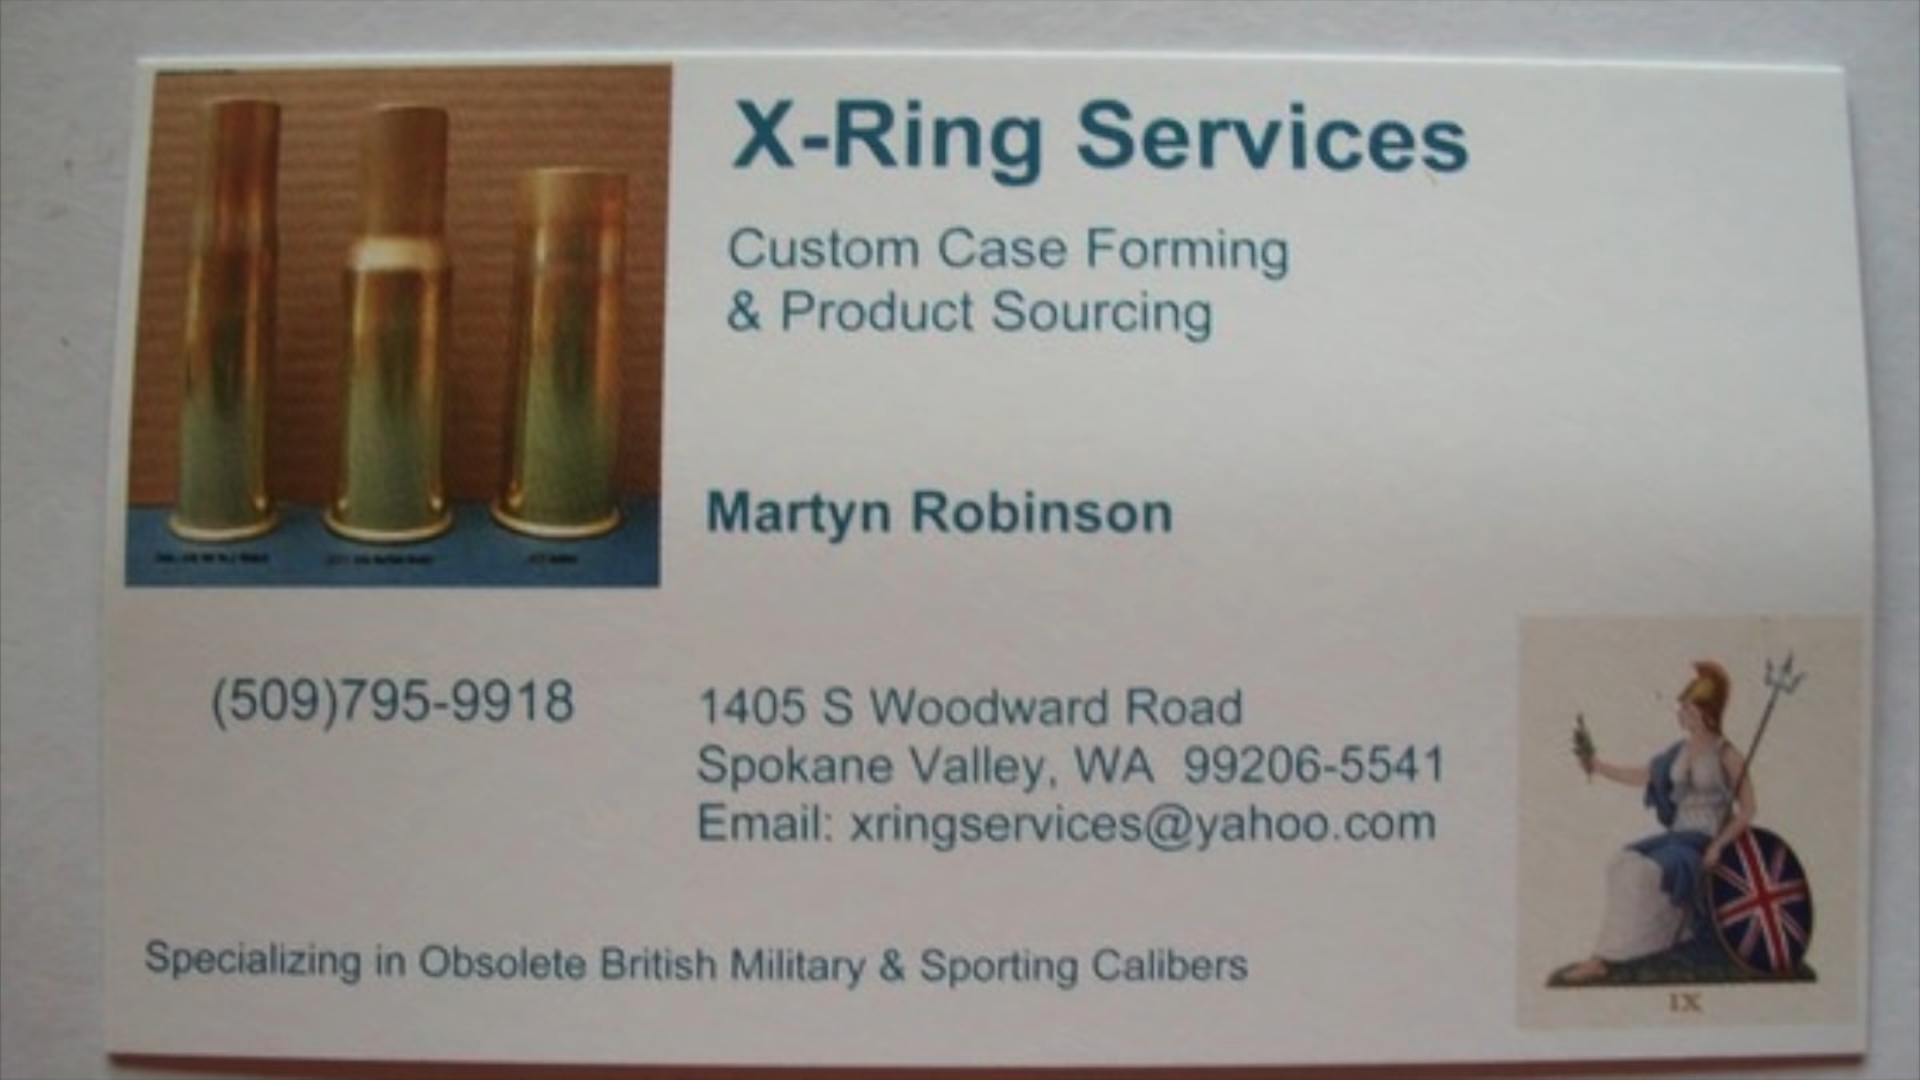 X-Ring Services
Custom Case Forming
& Product Sourcing
Martyn Robinson
(509)795-9918
1405 S Woodward Road
Spokane Valley, WA  99206-5541
Email: xringservices@yahoo.com
Specializing in Obsolete British Military & Sporting Calibers
IX